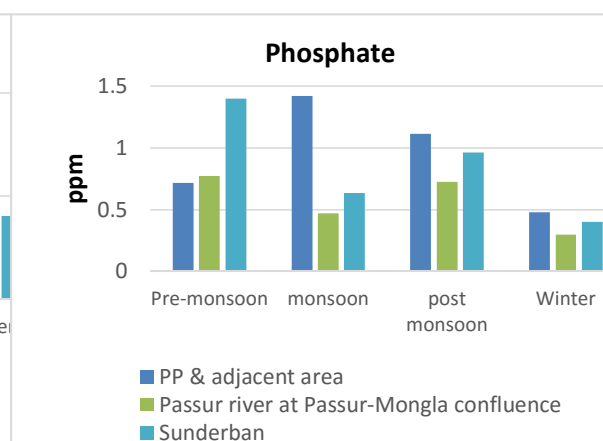 Phosphate
1.5
1
0.5
0
ppm
Pre-monsoon
monsoon
post
monsoon
Winter
PP & adjacent area
Passur river at Passur-Mongla confluence
Sunderban